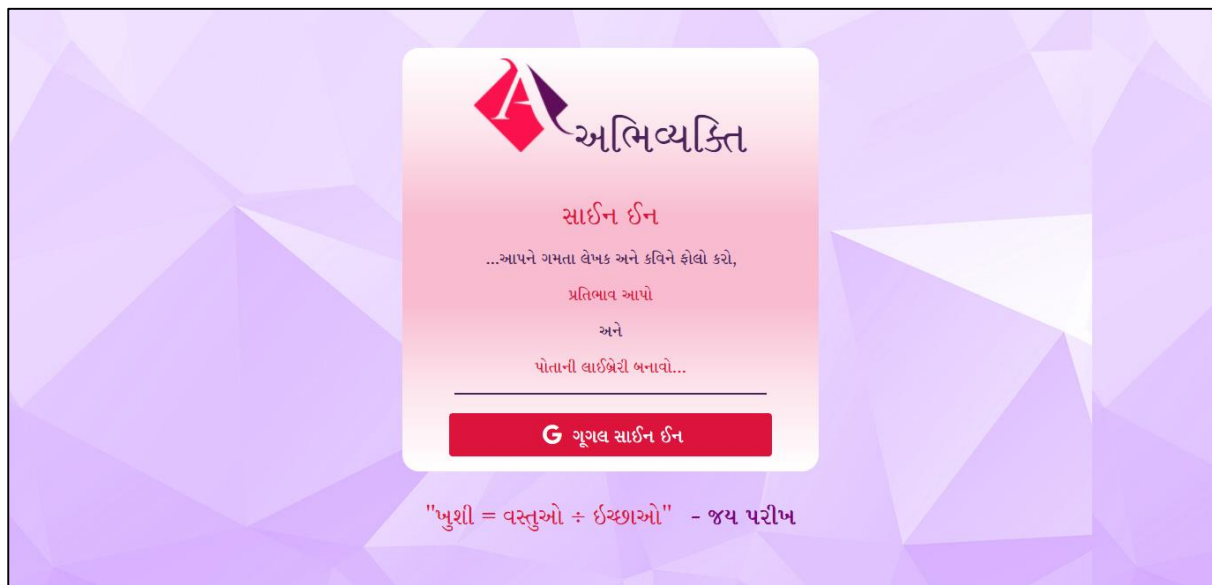 અભિવ્યક્તિ
સાઈન ઈન
...આપને ગમતા લેખક અને કવિને ફોલો કરો,
પ્રતિભાવ આપો
અને
પોતાની લાઈબ્રેરી બનાવો...
G ગૂગલ સાઈન ઈન
"ખુશી = વસ્તુઓ ÷ ઈચ્છાઓ" - જય પરીખ